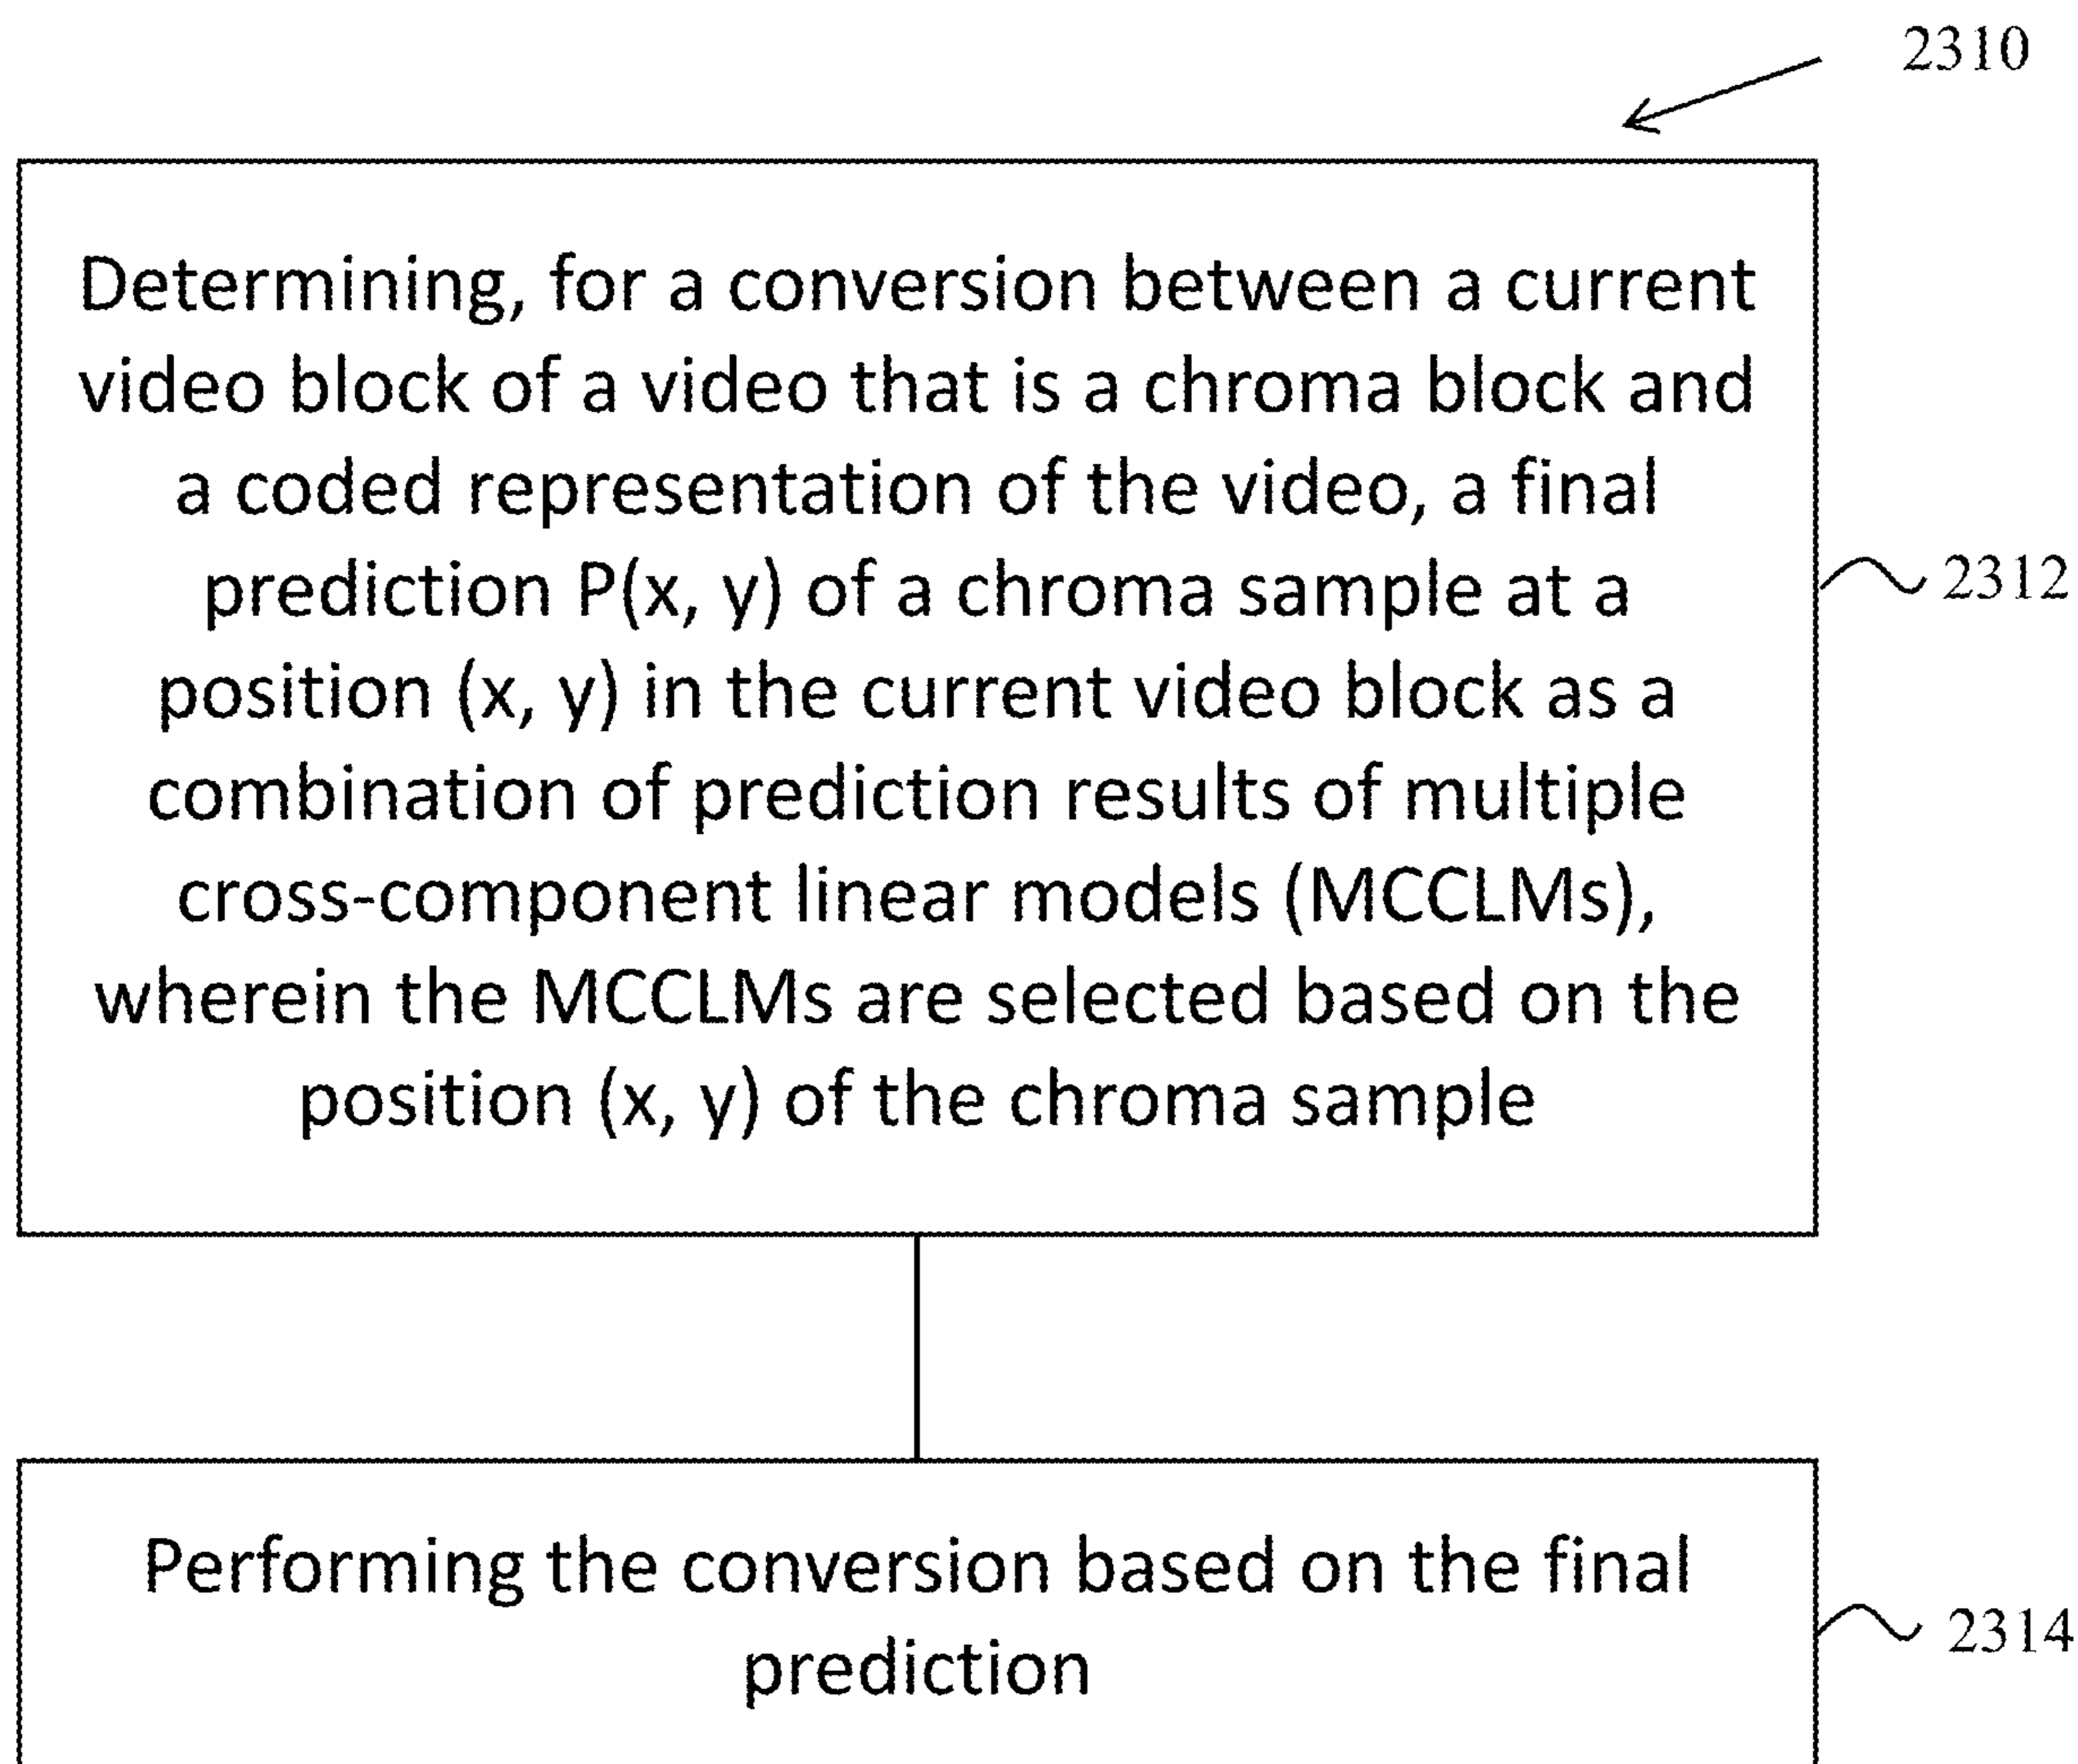 2310
Determining, for a conversion between a current
video block of a video that is a chroma block and
a coded representation of the video, a final
prediction P(x, y) of a chroma sample at a
position (x, y) in the current video block as a
combination of prediction results of multiple
cross-component linear models (MCCLMs),
wherein the MCCLMs are selected based on the
position (x, y) of the chroma sample
2312
Performing the conversion based on the final
prediction
2314